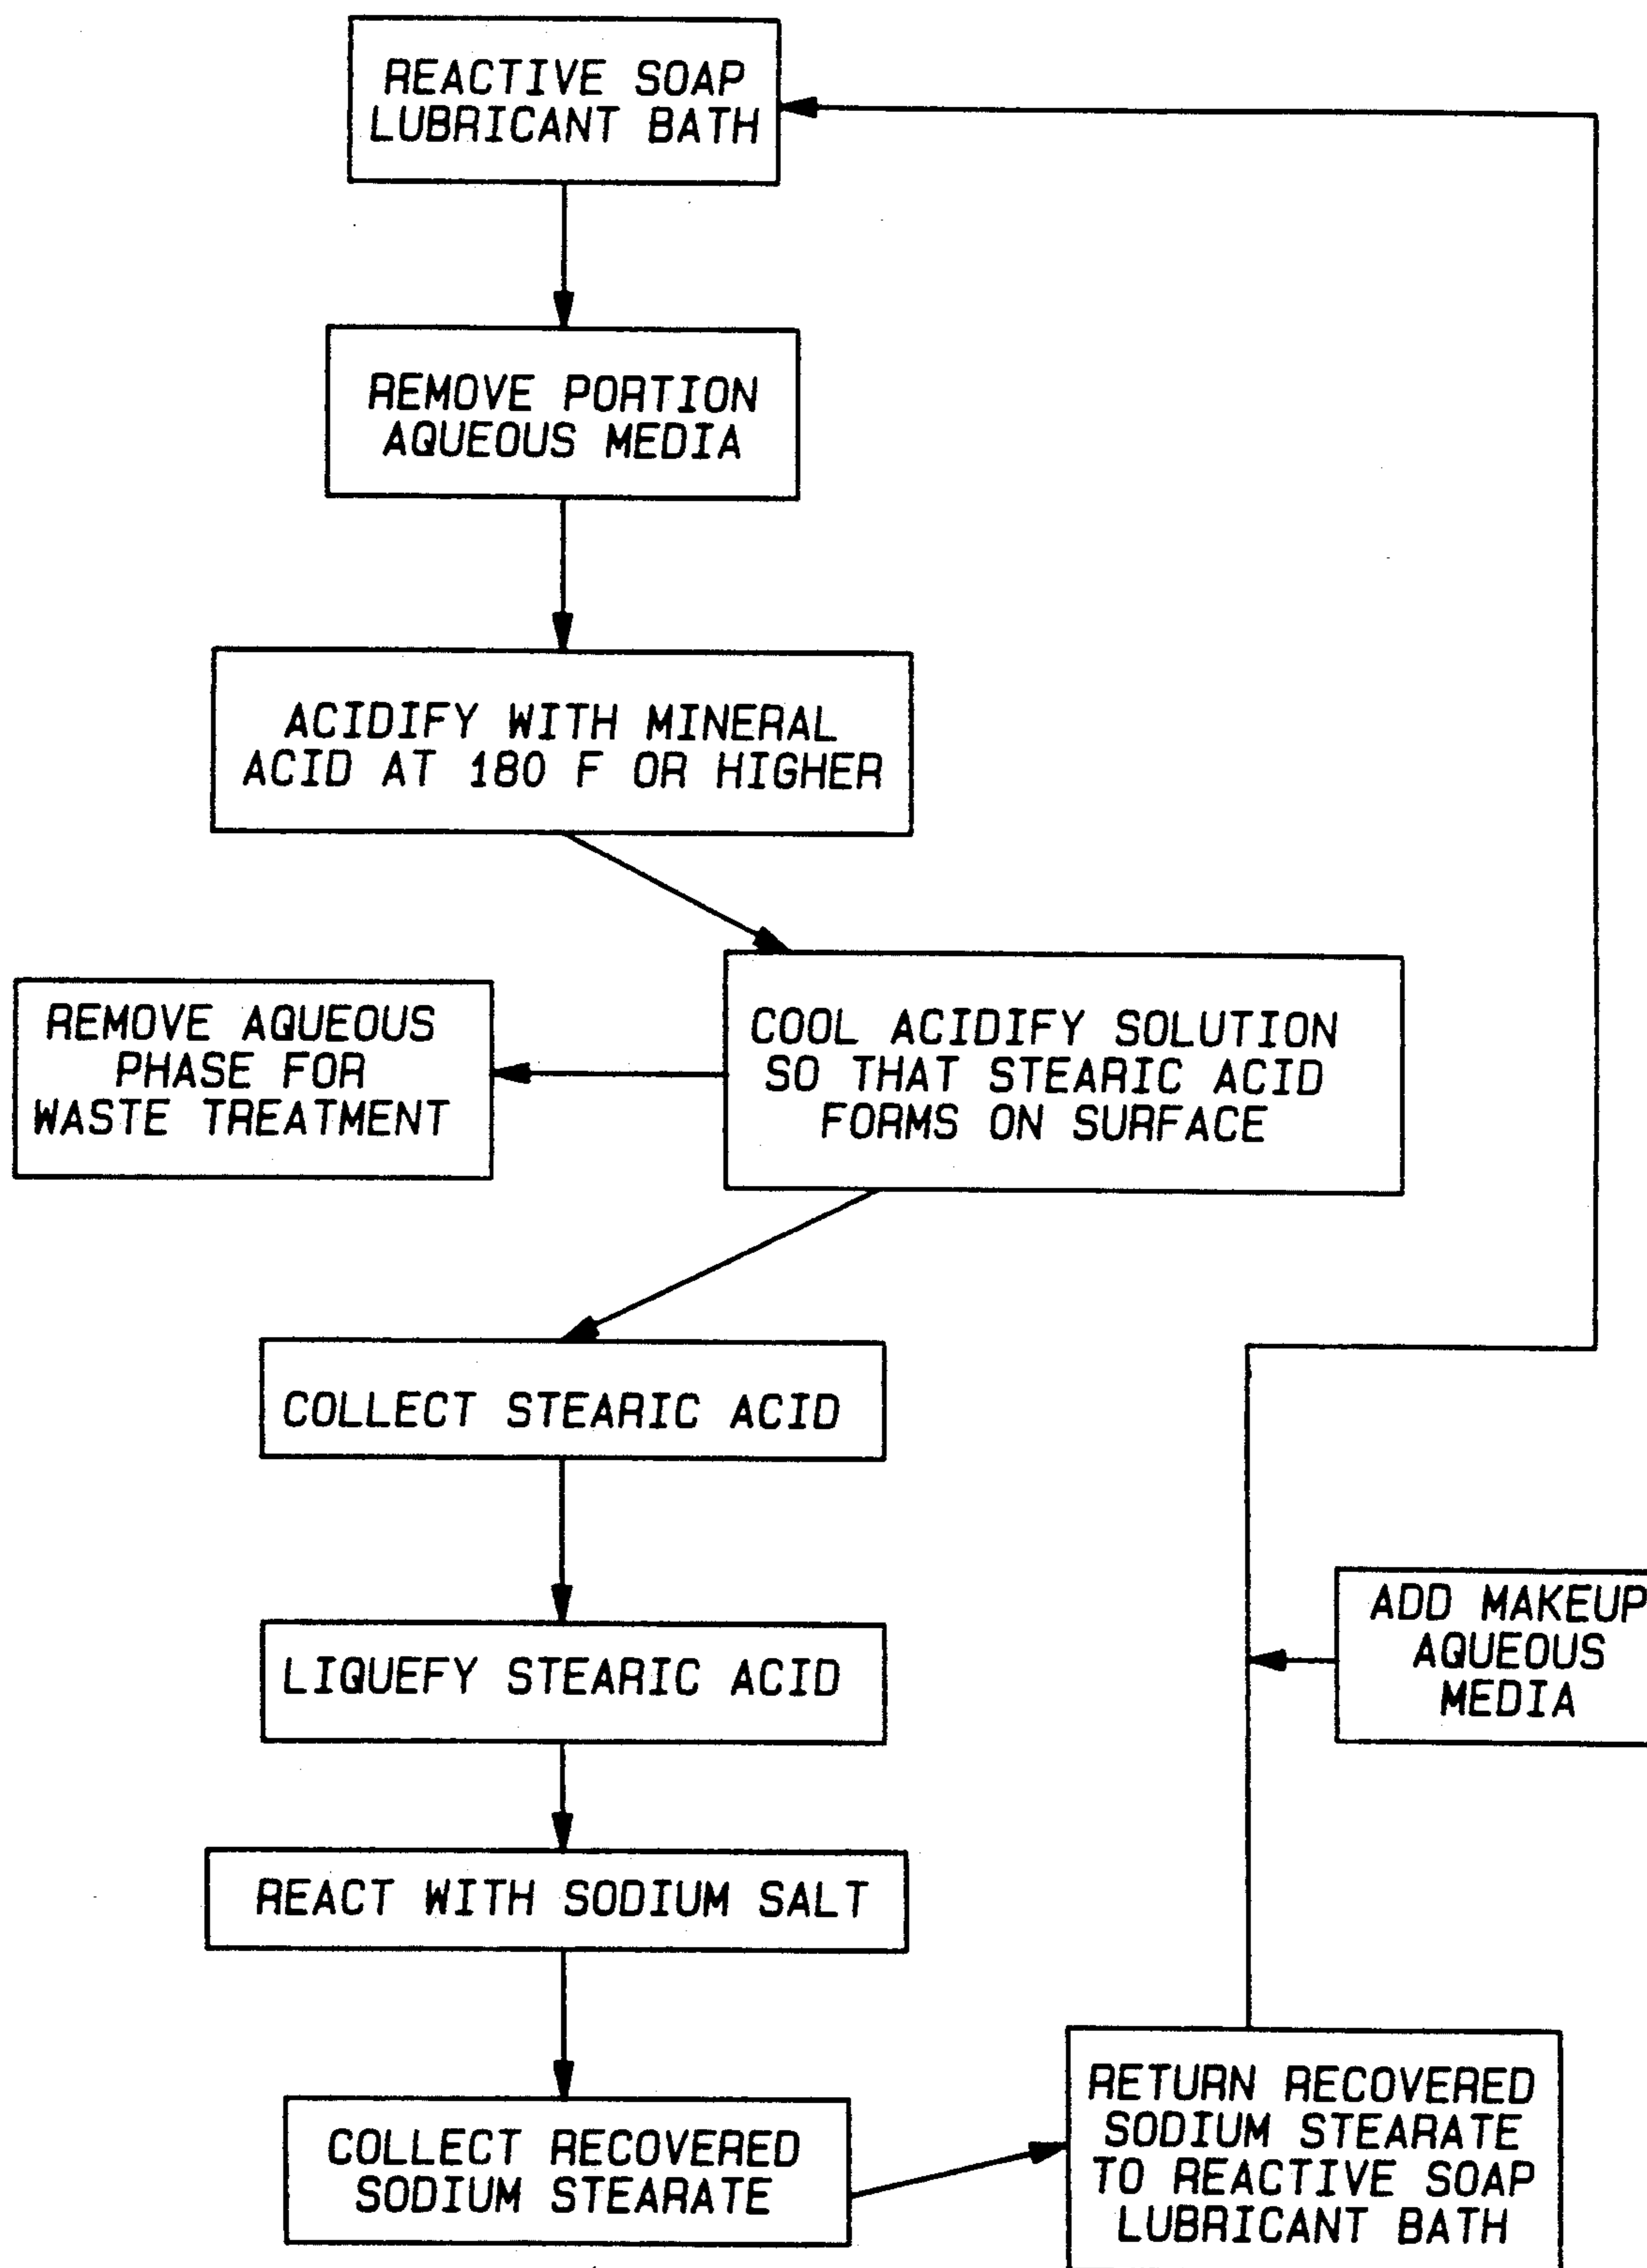 REACTIVE SOAP
LUBRICANT BATH
REMOVE PORTION
AQUEOUS MEDIA
ACIDIFY WITH MINERAL
ACID AT 180 F OR HIGHER
COOL ACIDIFY SOLUTION
SO THAT STEARIC ACID
FORMS ON SURFACE
REMOVE AQUEOUS
PHASE FOR
WASTE TREATMENT
COLLECT STEARIC ACID
LIQUEFY STEARIC ACID
REACT WITH SODIUM SALT
COLLECT RECOVERED
SODIUM STEARATE
RETURN RECOVERED
SODIUM STEARATE
TO REACTIVE SOAP
LUBRICANT BATH
ADD MAKEUP
AQUEOUS
MEDIA